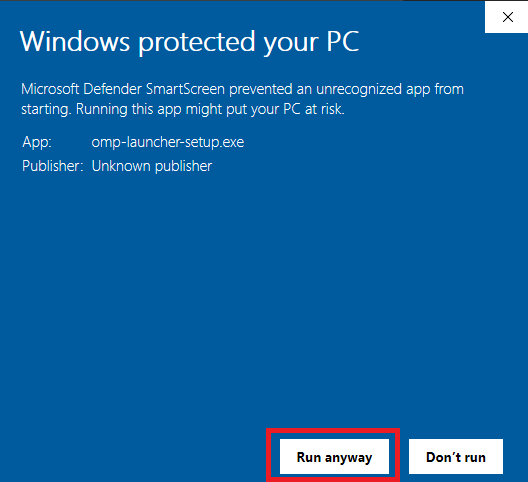 Windows protected your PC
Microsoft Defender SmartScreen prevented an unrecognized app from
starting. Running this app might put your PC at risk.
App: omp-launcher-setup.exe
Publisher: Unknown publisher
Run anyway Don't run